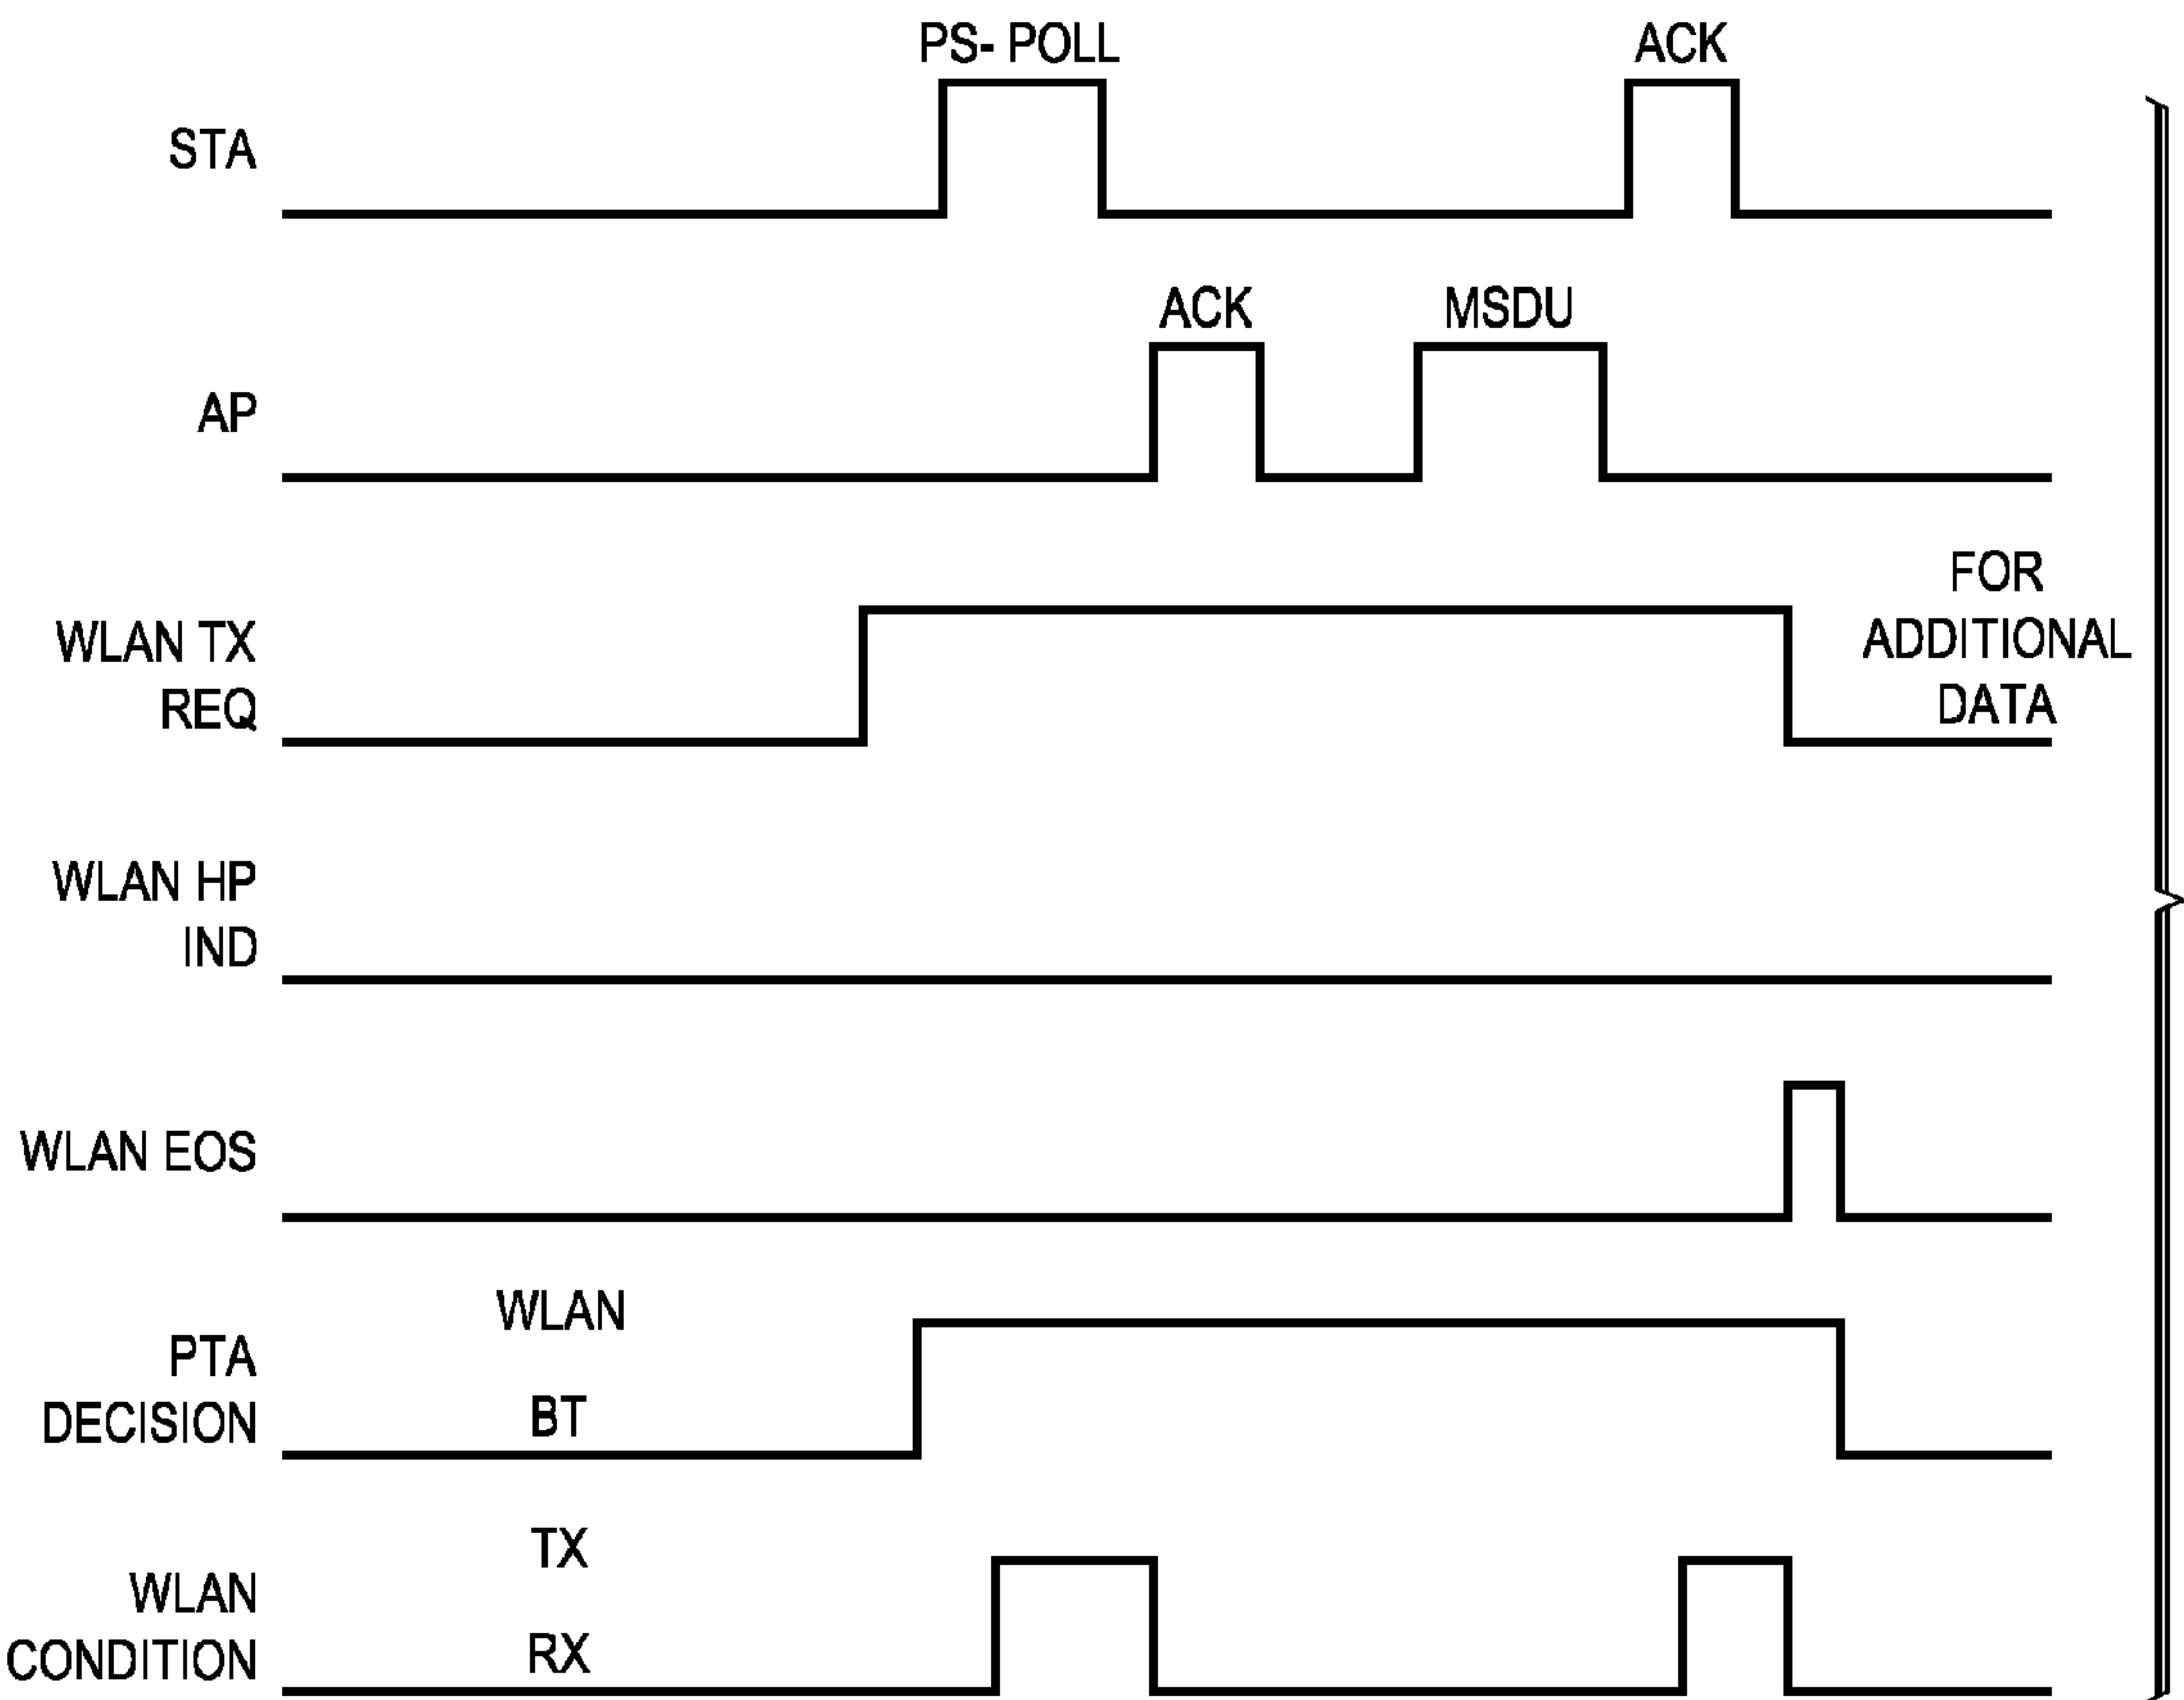 PS- POLL
ACK
STA
ACK
MSDU
AP
FOR
ADDITIONAL
DATA
WLAN TX
REQ
WLAN HP
IND
WLAN EOS
WLAN
BT
PTA
DECISION
TX
RX
WLAN
CONDITION